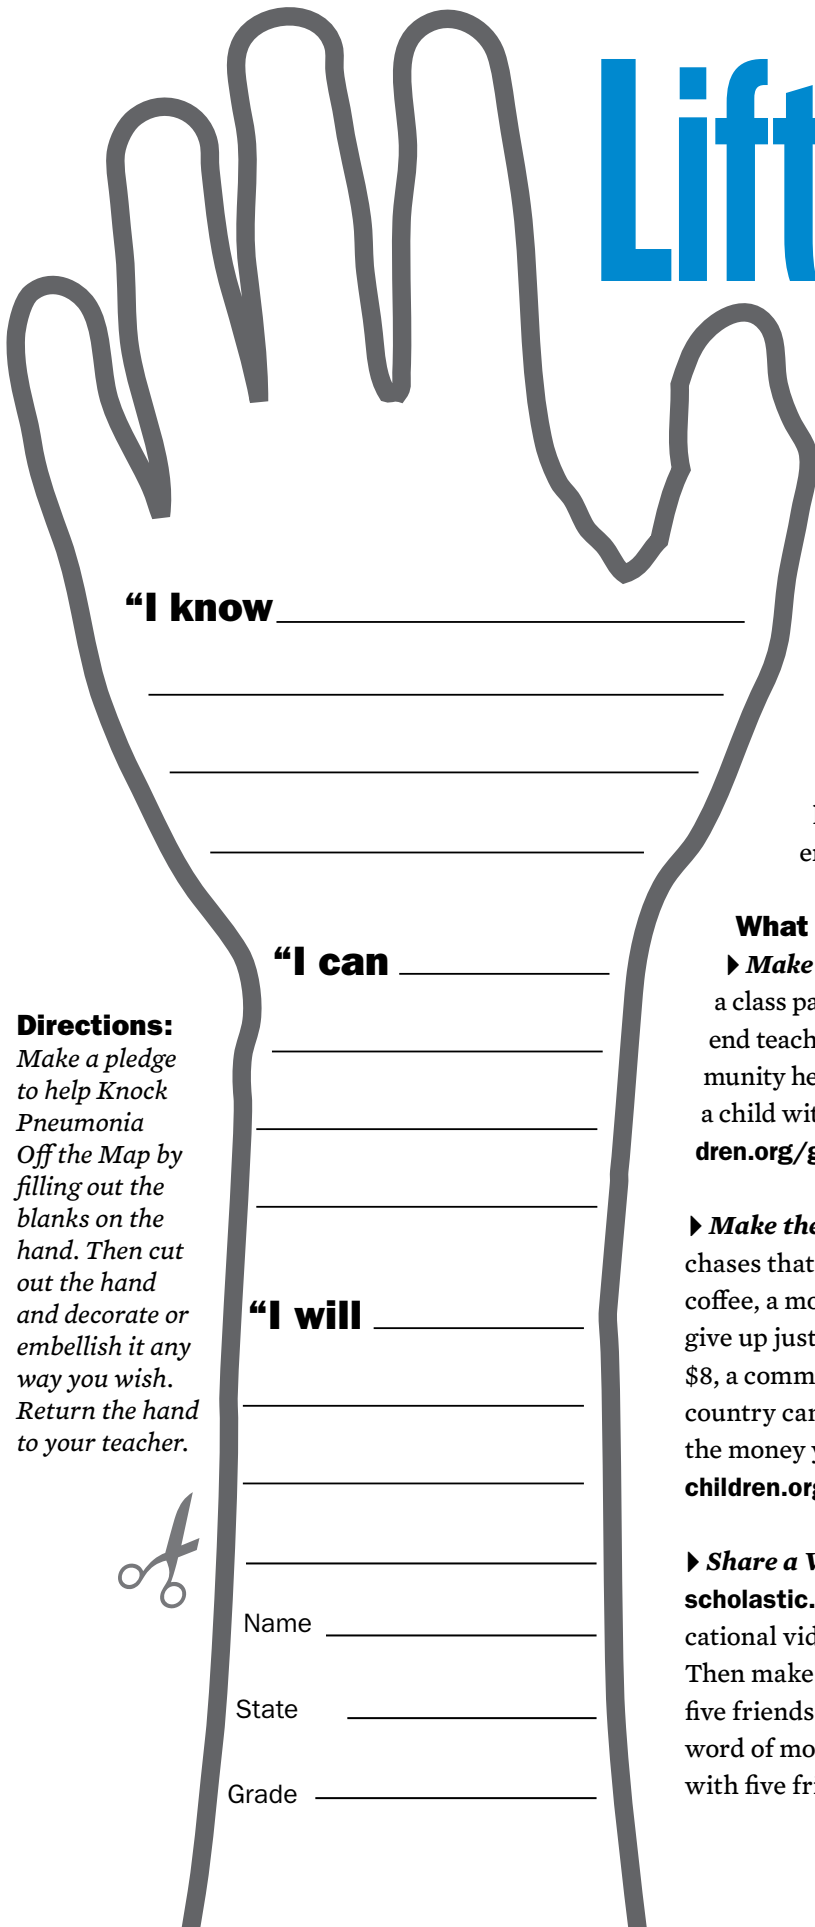 Lift
“I know
“I can
Directions:
Make a pledge
to help Knock
Pneumonia
Off the Map by
filling out the
blanks on the
hand. Then cut
out the hand
and decorate or
embellish it any
way you wish.
Return the hand
to your teacher.
“I will
Name
State
Grade
er
What
Make
a class pa
end teach
munity he
a child wit
dren.org/g
Make the
chases that
coffee, a mo
give up just
$8, a comm
country can
the money y
children.org
Share a V
scholastic.
cational vid
Then make
five friends
word of mo
with five fri